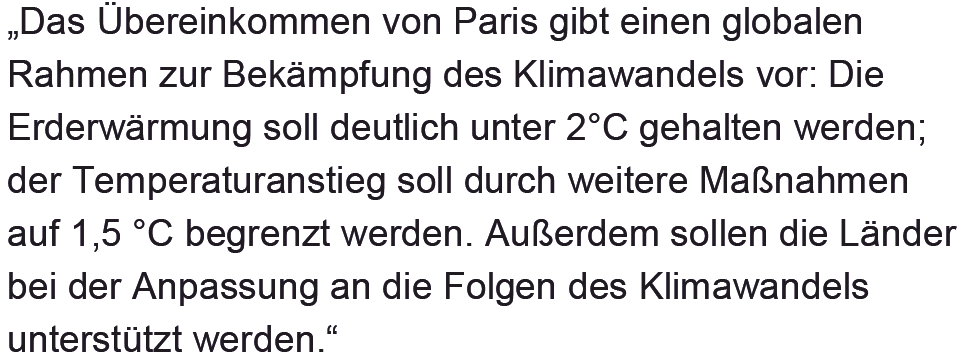 „Das Übereinkommen von Paris gibt einen globalen
Rahmen zur Bekämpfung des Klimawandels vor: Die
Erderwärmung soll deutlich unter 2°C gehalten werden;
der Temperaturanstieg soll durch weitere Maßnahmen
auf 1,5 °C begrenzt werden. Außerdem sollen die Länder
bei der Anpassung an die Folgen des Klimawandels
unterstützt werden.“